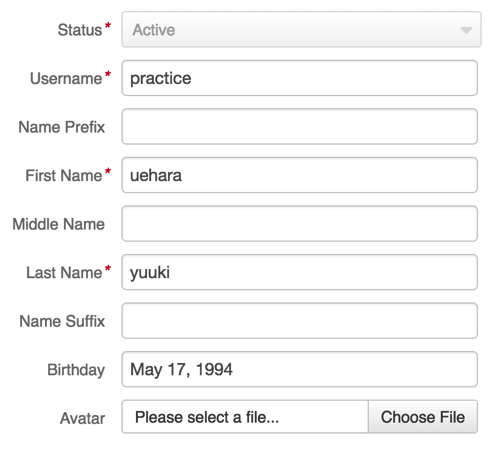 Status* Active
Username* practice
Name Prefix
First Name* uehara
Middle Name
Last Name* yuuki
Name Suffix
Birthday May 17, 1994
Avatar Please select a file... Choose File